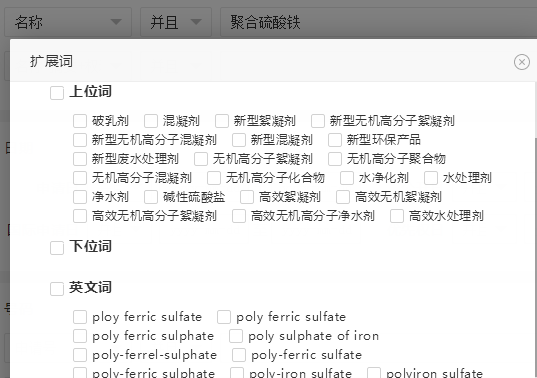 名称 并且 聚合硫酸铁
扩展词
上位词
破乳剂 混凝剂 新型絮凝剂 新型无机高分子絮凝剂
新型无机高分子混凝剂 新型混凝剂 新型环保产品
新型废水处理剂 无机高分子絮凝剂 无机高分子聚合物
无机高分子混凝剂 无机高分子化合物 水净化剂 水处理剂
净水剂 碱性硫酸盐 高效絮凝剂 高效无机絮凝剂
高效无机高分子絮凝剂 高效无机高分子净水剂 高效水处理剂
下位词
英文词
ploy ferric sulfate poly ferric sulfate
poly ferric sulphate poly sulphate of iron
poly-ferrel-sulphate poly-ferric sulfate
poly-ferric sulphate poly-iron sulfate polyiron sulfate